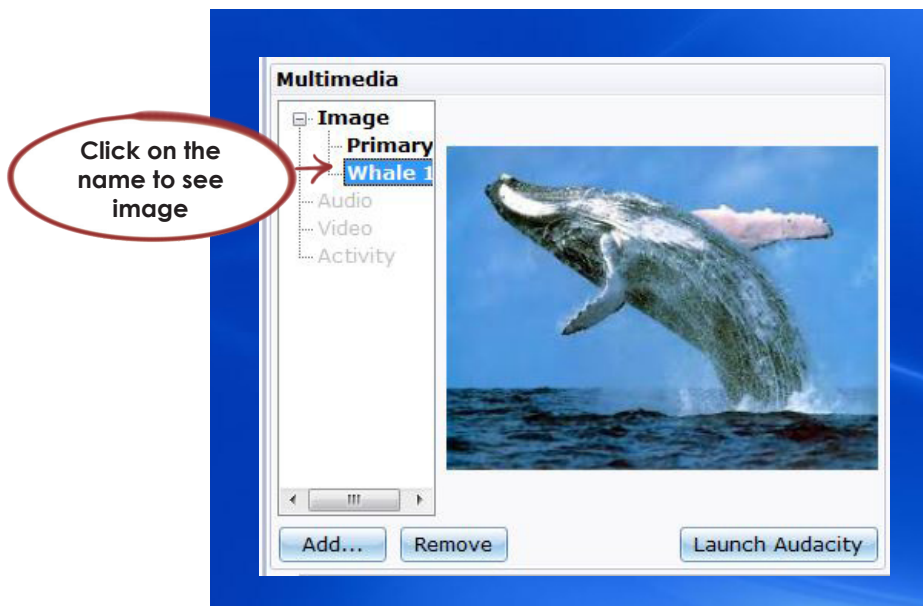 Multimedia
Image
Primary
Whale 1
Audio
Video
Activity
Click on the
name to see
image
Add...
Remove
Launch Audacity